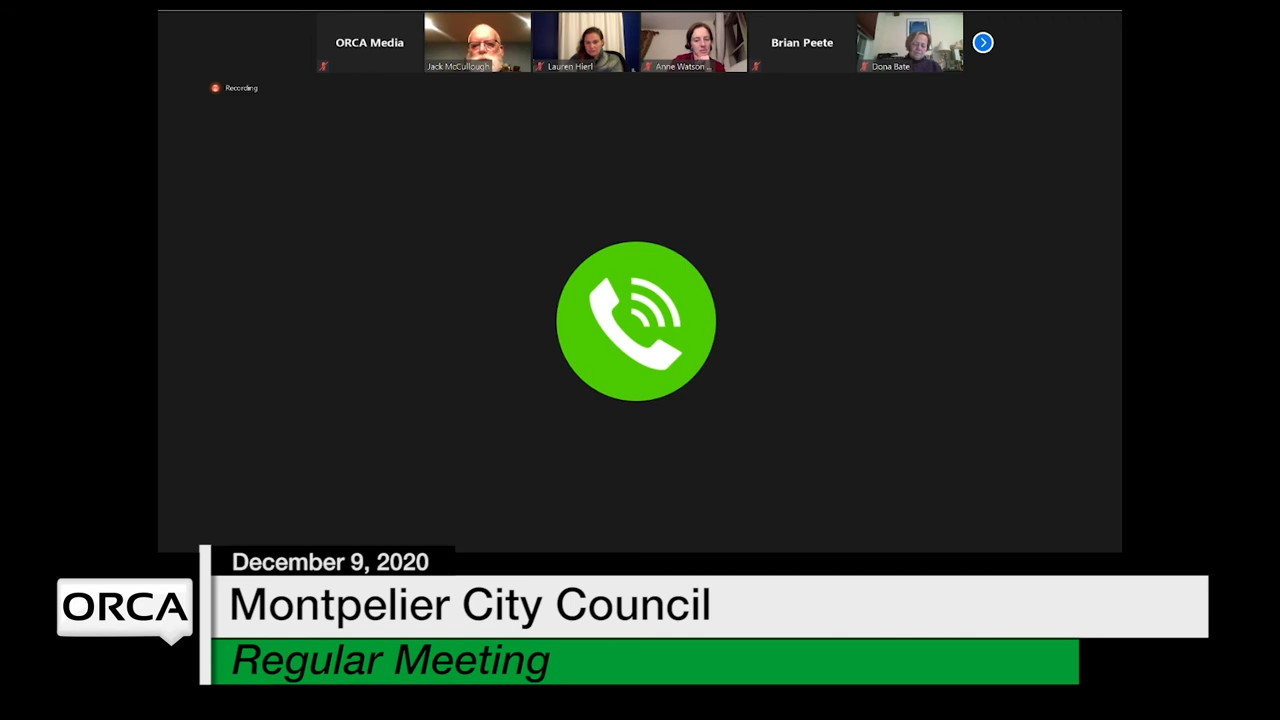 ORCA Media
Jack McCullough
Lauren Hierl
Anne Watson ...
Brian Peete
Dona Bate
Recording
December 9, 2020
ORCA
Montpelier City Council
Regular Meeting